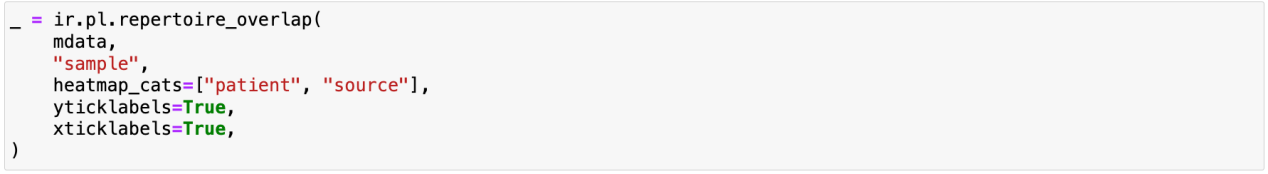 _ = ir.pl.repertoire_overlap(
    mdata,
    "sample",
    heatmap_cats=["patient", "source"],
    yticklabels=True,
    xticklabels=True,
)